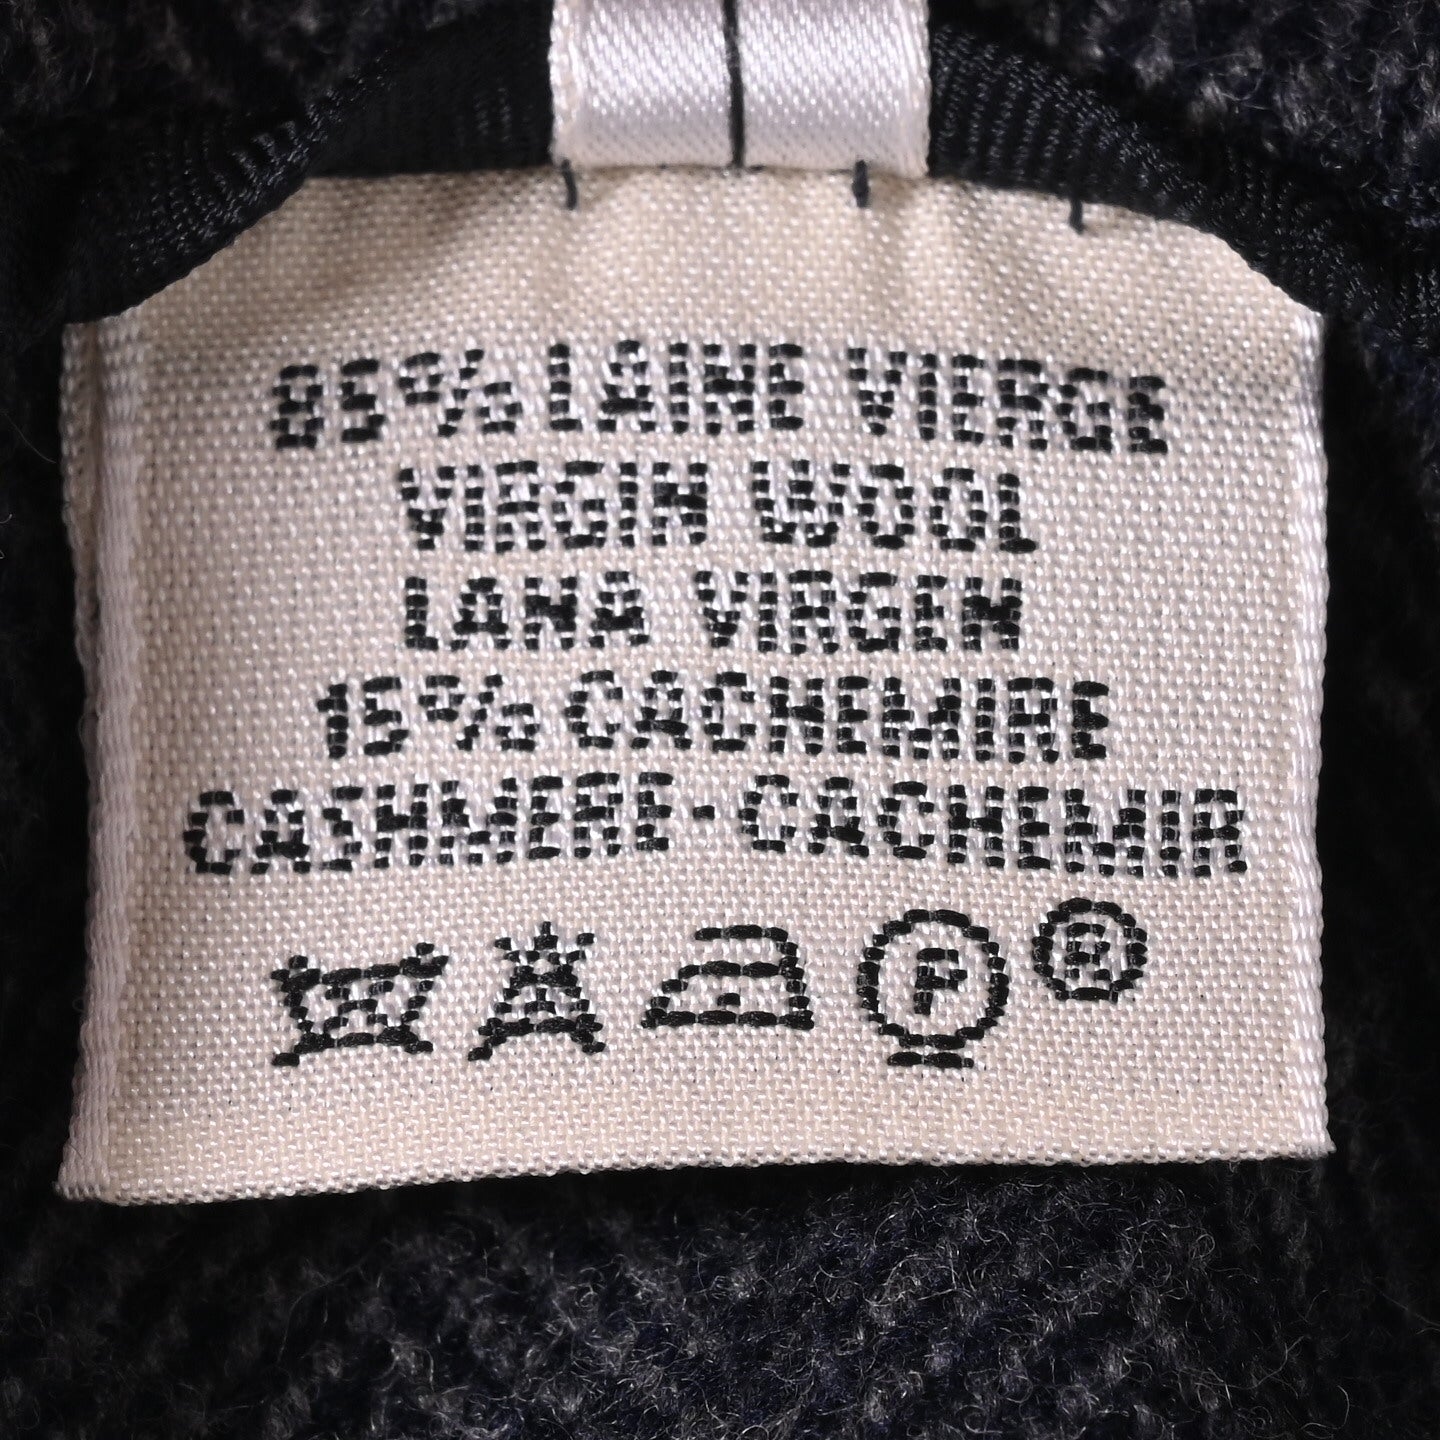 85% LAINE VIERGE
VIRGIN WOOL
LANA VIRGEN
15% CACHEMIRE
CASHMERE-CACHEMIR
P ®